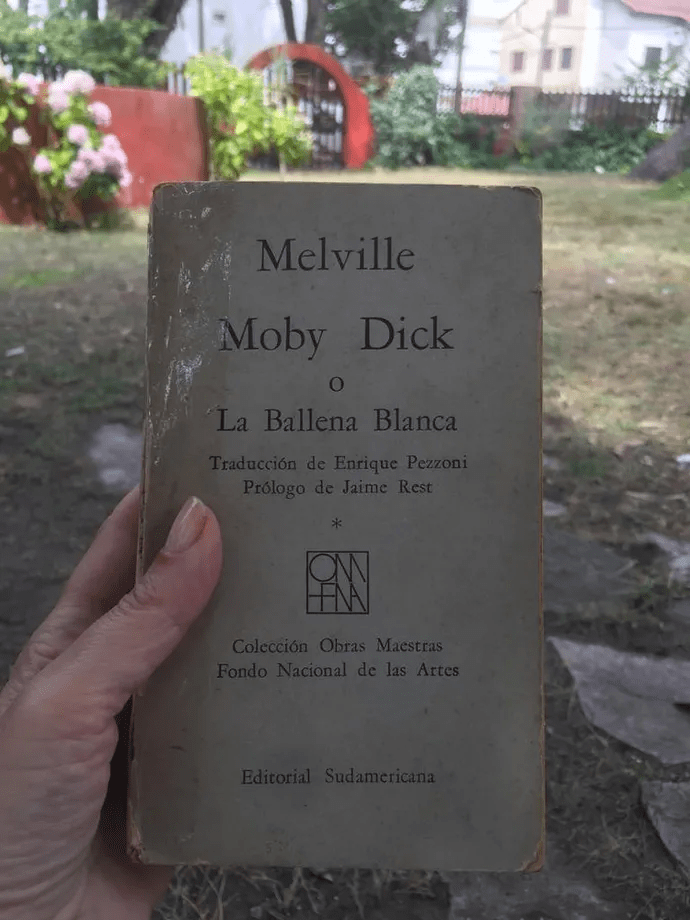 Melville
Moby Dick
o
La Ballena Blanca
Traducción de Enrique Pezzoni
Prólogo de Jaime Rest
*
Colección Obras Maestras
Fondo Nacional de las Artes
Editorial Sudamericana